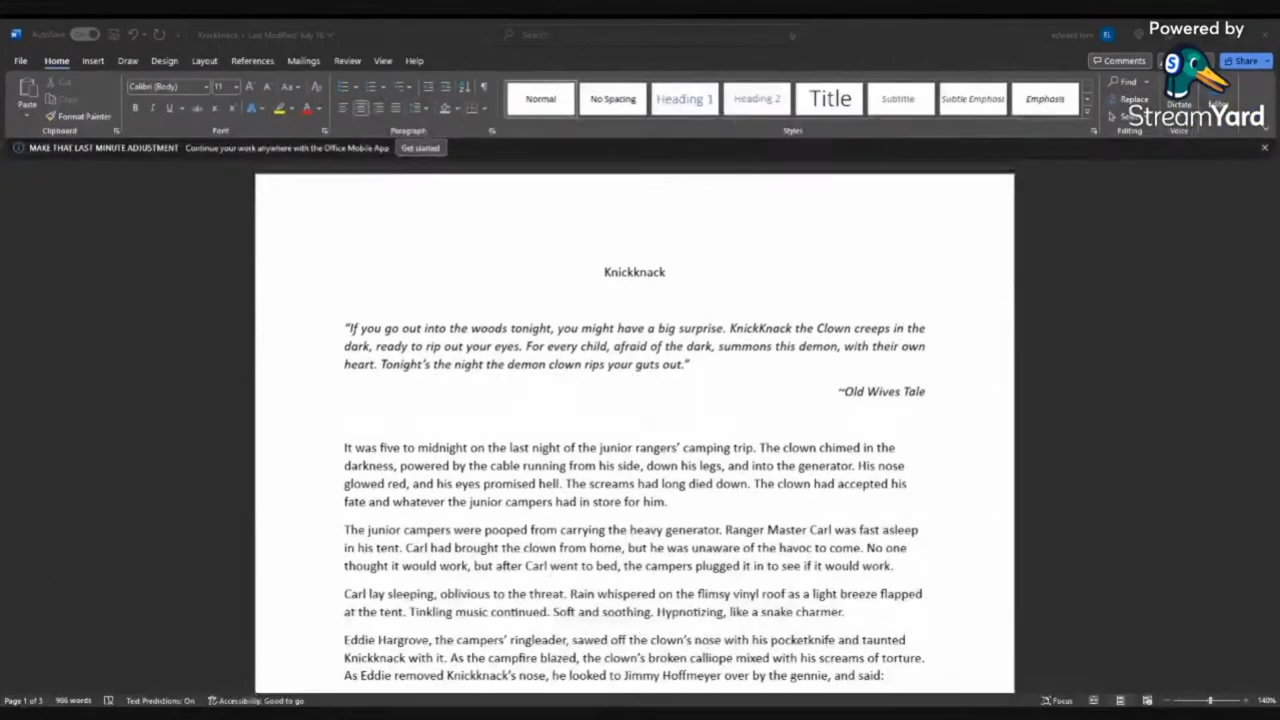 Powered by
AutoSave
Knickknack • Last Modified: July 16
Search
File Home Insert Draw Design Layout References Mailings Review View Help
Comments
Share
Paste
Cut
Copy
Format Painter
Clipboard
Calibri (Body)
11
Font
Paragraph
Normal
No Spacing
Heading 1
Heading 2
Title
Subtitle
Subtle Emphasi
Emphasis
Styles
Find
Replace
Editing
Dictate
Voice
StreamYard
MAKE THAT LAST MINUTE ADJUSTMENT Continue your work anywhere with the Office Mobile App Get started
Knickknack
“If you go out into the woods tonight, you might have a big surprise. KnickKnack the Clown creeps in the
dark, ready to rip out your eyes. For every child, afraid of the dark, summons this demon, with their own
heart. Tonight’s the night the demon clown rips your guts out.”
~Old Wives Tale
It was five to midnight on the last night of the junior rangers’ camping trip. The clown chimed in the
darkness, powered by the cable running from his side, down his legs, and into the generator. His nose
glowed red, and his eyes promised hell. The screams had long died down. The clown had accepted his
fate and whatever the junior campers had in store for him.
The junior campers were pooped from carrying the heavy generator. Ranger Master Carl was fast asleep
in his tent. Carl had brought the clown from home, but he was unaware of the havoc to come. No one
thought it would work, but after Carl went to bed, the campers plugged it in to see if it would work.
Carl lay sleeping, oblivious to the threat. Rain whispered on the flimsy vinyl roof as a light breeze flapped
at the tent. Tinkling music continued. Soft and soothing. Hypnotizing, like a snake charmer.
Eddie Hargrove, the campers’ ringleader, sawed off the clown’s nose with his pocketknife and taunted
Knickknack with it. As the campfire blazed, the clown’s broken calliope mixed with his screams of torture.
As Eddie removed Knickknack’s nose, he looked to Jimmy Hoffmeyer over by the gennie, and said:
Page 1 of 3 966 words Text Predictions: On Accessibility: Good to go
Focus
140%